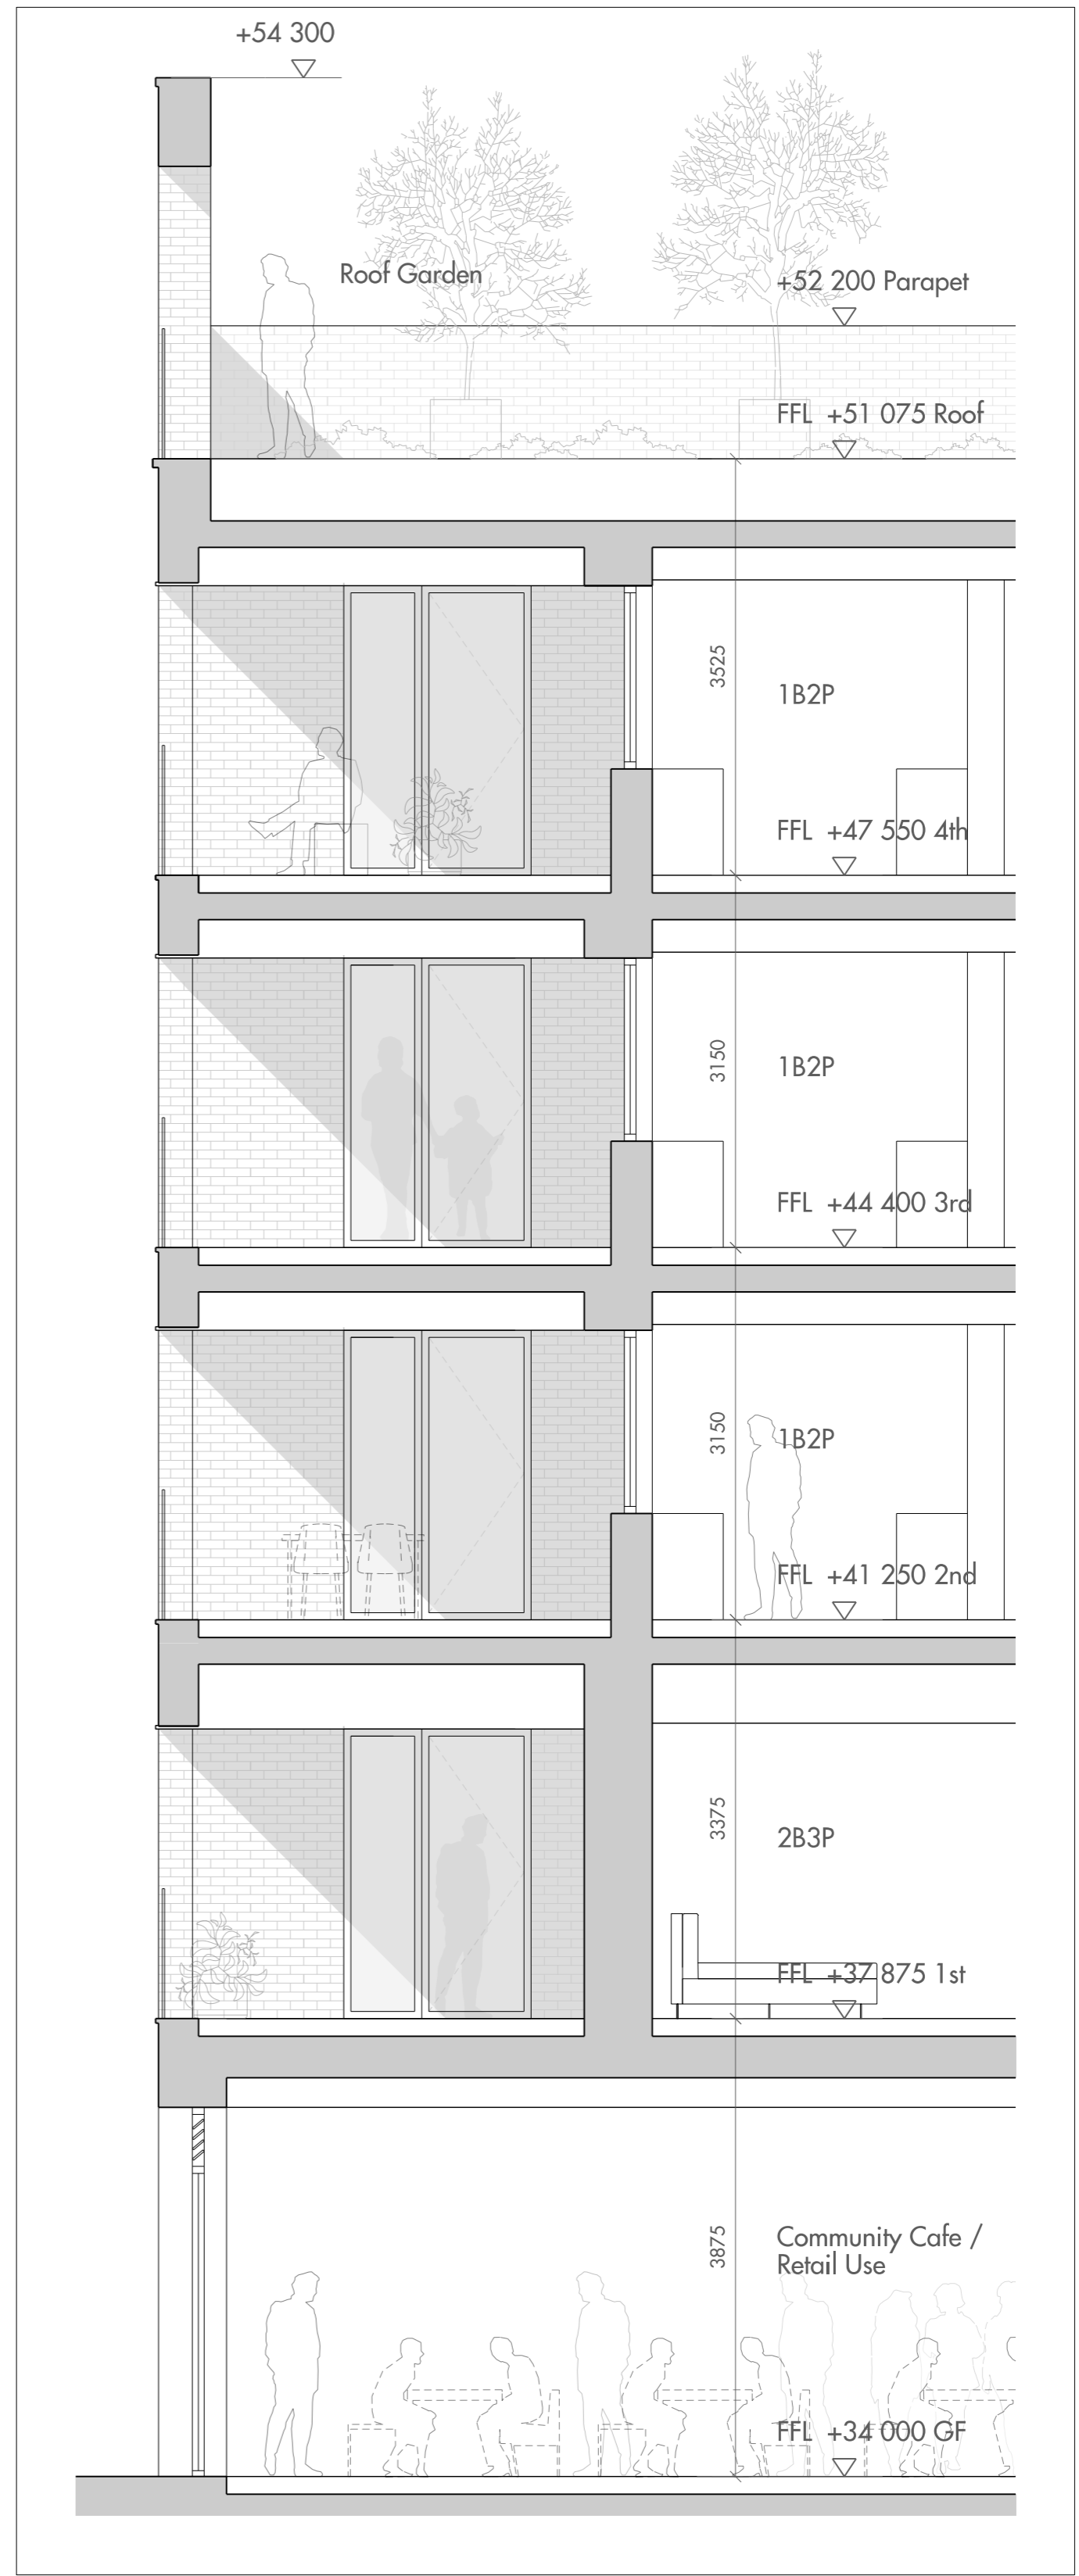 +54 300
Roof Garden
+52 200 Parapet
FFL +51 075 Roof
3525
1B2P
FFL +47 550 4th
3150
1B2P
FFL +44 400 3rd
3150
1B2P
FFL +41 250 2nd
3375
2B3P
FFL +37 875 1st
3875
Community Cafe /
Retail Use
FFL +34 000 GF